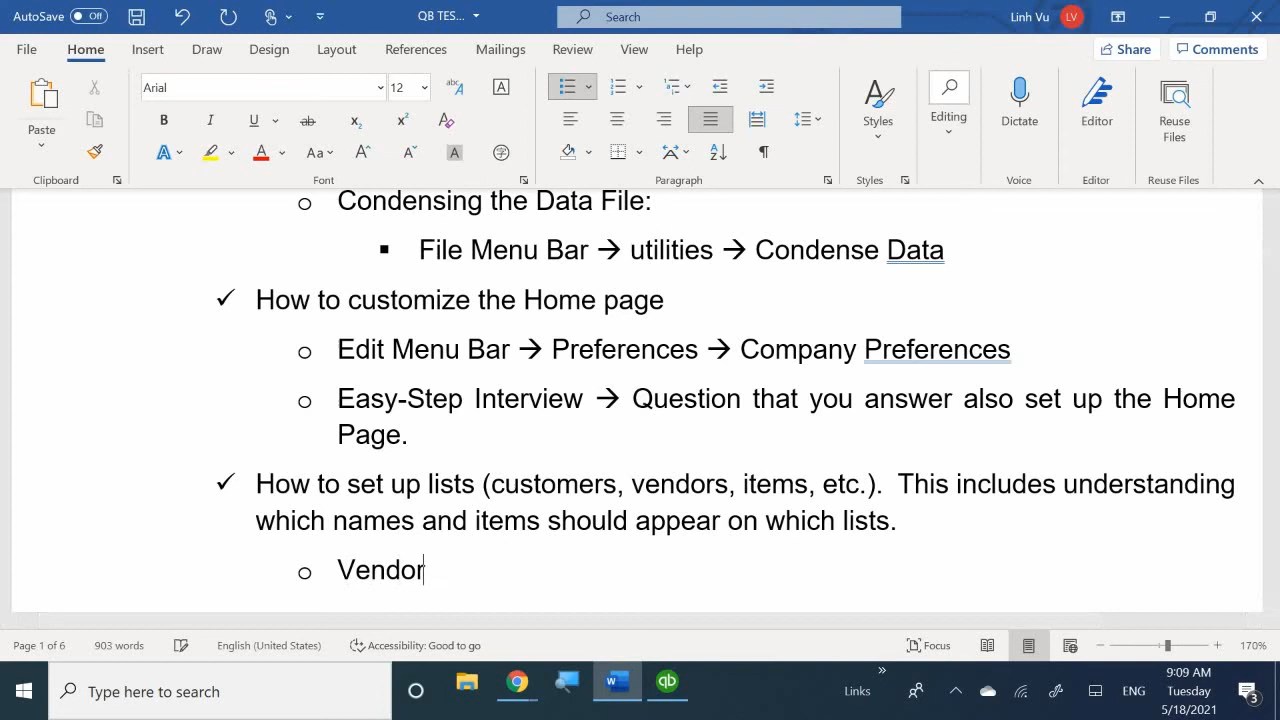 AutoSave Off QB TES... Search Linh Vu LV
File Home Insert Draw Design Layout References Mailings Review View Help Share Comments
Paste
Clipboard
Arial 12
B I U ab x₂ x² A
A Aa A A A
Font
Paragraph
Styles
Styles
Editing
Dictate
Voice
Editor
Editor
Reuse Files
Reuse Files
o Condensing the Data File:
▪ File Menu Bar → utilities → Condense Data
✓ How to customize the Home page
o Edit Menu Bar → Preferences → Company Preferences
o Easy-Step Interview → Question that you answer also set up the Home
Page.
✓ How to set up lists (customers, vendors, items, etc.). This includes understanding
which names and items should appear on which lists.
o Vendor
Page 1 of 6 903 words English (United States) Accessibility: Good to go Focus 170%
Type here to search qb Links ENG
9:09 AM
Tuesday
5/18/2021
3